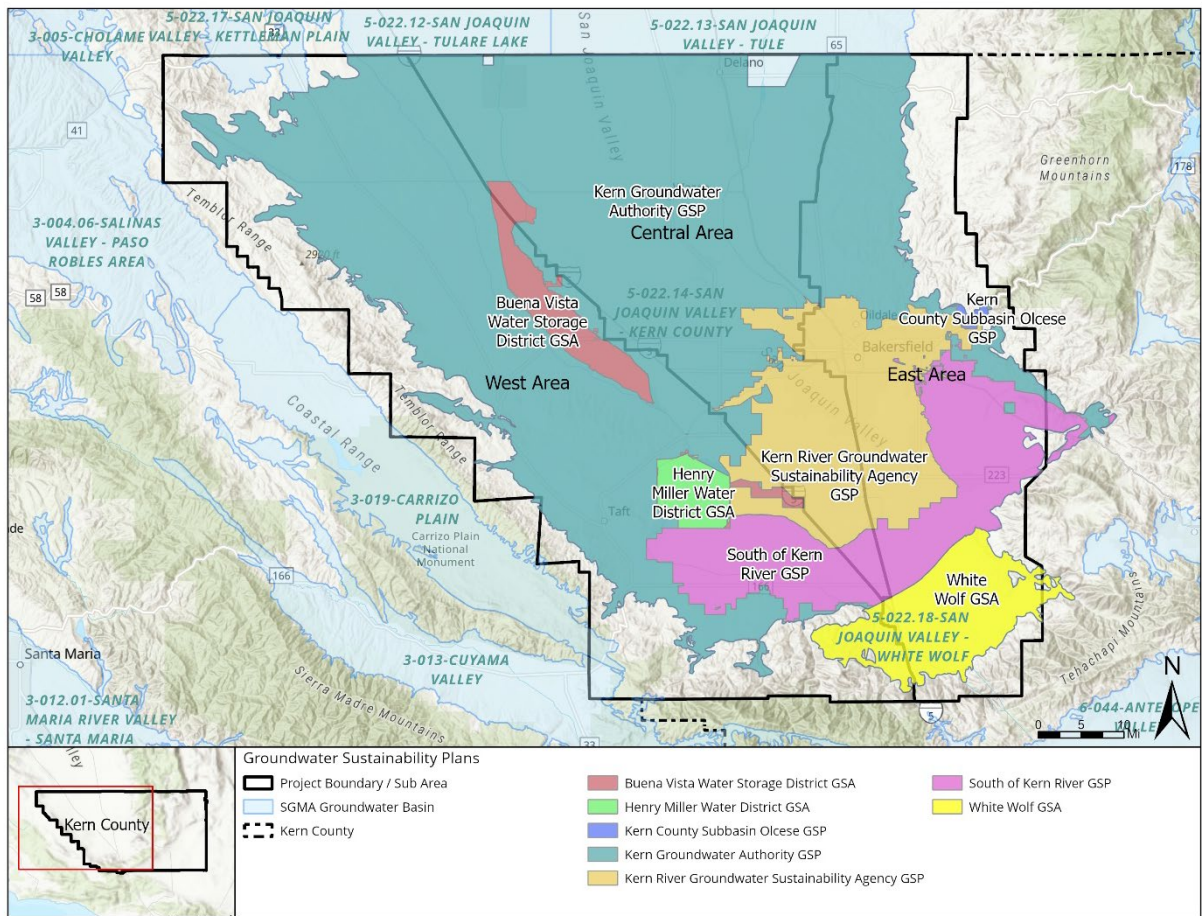 5-022.17-SAN JOAQUIN
VALLEY - KETTLEMAN PLAIN
3-005-CHOLAME
VALLEY
33
5-022.12-SAN JOAQUIN
VALLEY - TULARE LAKE
San Joaquin Valley
5-022.13-SAN JOAQUIN
VALLEY - TULE
65
Delano
41
Greenhorn
Mountains
178
Temblor Range
3-004.06-SALINAS
VALLEY - PASO
ROBLES AREA
Kern Groundwater
Authority GSP
Central Area
58
58
Buena Vista
Water Storage
District GSA
5-022.14-SAN
JOAQUIN VALLEY
- KERN COUNTY
Kern
County Subbasin Olcese
GSP
Oildale
Bakersfield
East Area
West Area
Joaquin Valley
Temblor Range
Coastal Range
Kern River Groundwater
Sustainability Agency
GSP
223
Henry
Miller Water
District GSA
3-019-CARRIZO
PLAIN
Carrizo Plain
National
Monument
Taft
South of Kern
River GSP
166
166
White
Wolf GSA
5-022.18-SAN
JOAQUIN VALLEY -
WHITE WOLF
Tehachapi Mountains
Santa Maria
3-013-CUYAMA
VALLEY
Sierra Madre Mountains
3-012.01-SANTA
MARIA RIVER VALLEY
- SANTA MARIA
33
5
6-044-ANTELOPE
VALLEY
N
0 5 10
Mi
Kern County
Groundwater Sustainability Plans
Project Boundary / Sub Area
SGMA Groundwater Basin
Kern County
Buena Vista Water Storage District GSA
Henry Miller Water District GSA
Kern County Subbasin Olcese GSP
Kern Groundwater Authority GSP
Kern River Groundwater Sustainability Agency GSP
South of Kern River GSP
White Wolf GSA